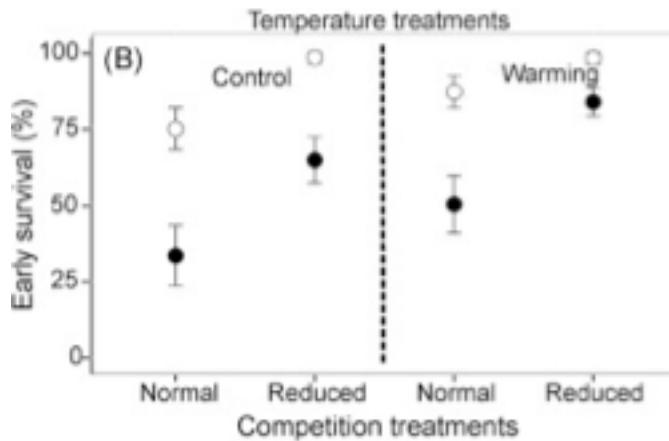 Temperature treatments
(B)
Control
Warming
Early survival (%)
100
75
50
25
0
Normal Reduced Normal Reduced
Competition treatments